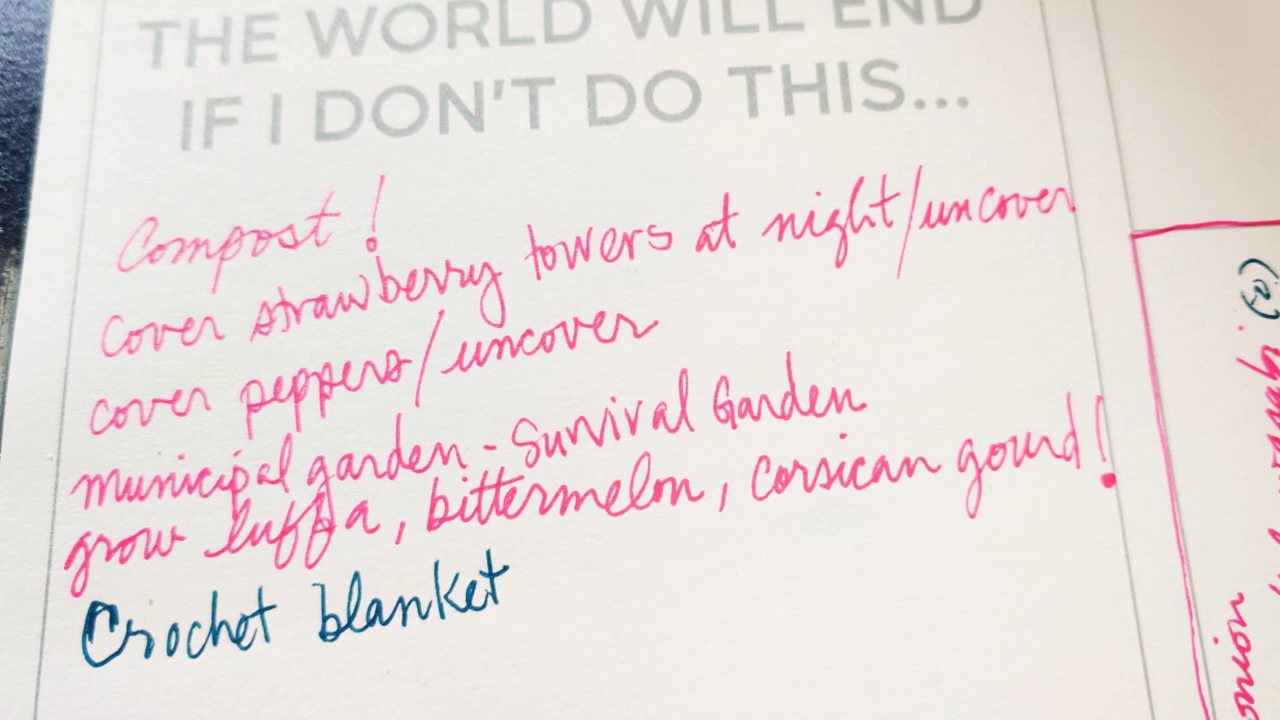 THE WORLD WILL END
IF I DON'T DO THIS...
Compost!
cover strawberry towers at night/uncover
cover peppers/uncover
municipal garden - Survival Garden
grow luffa, bittermelon, corsican gourd!
Crochet blanket
onion